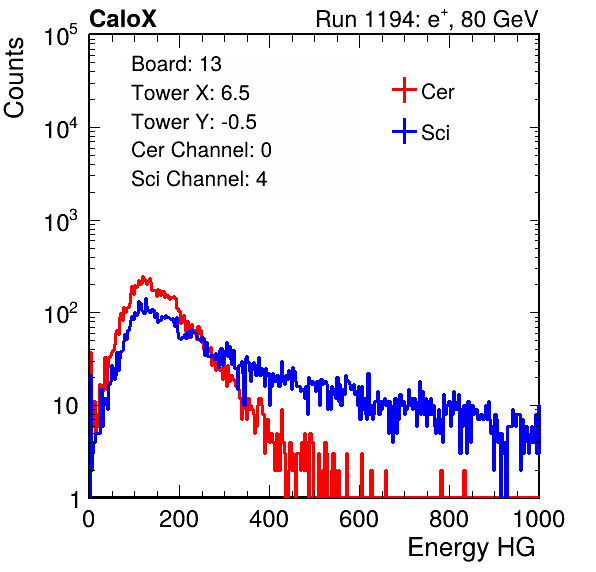 CaloX Run 1194: e⁺, 80 GeV
Counts
10⁵
10⁴
10³
10²
10
1
Board: 13
Tower X: 6.5
Tower Y: -0.5
Cer Channel: 0
Sci Channel: 4
Cer
Sci
0 200 400 600 800 1000
Energy HG